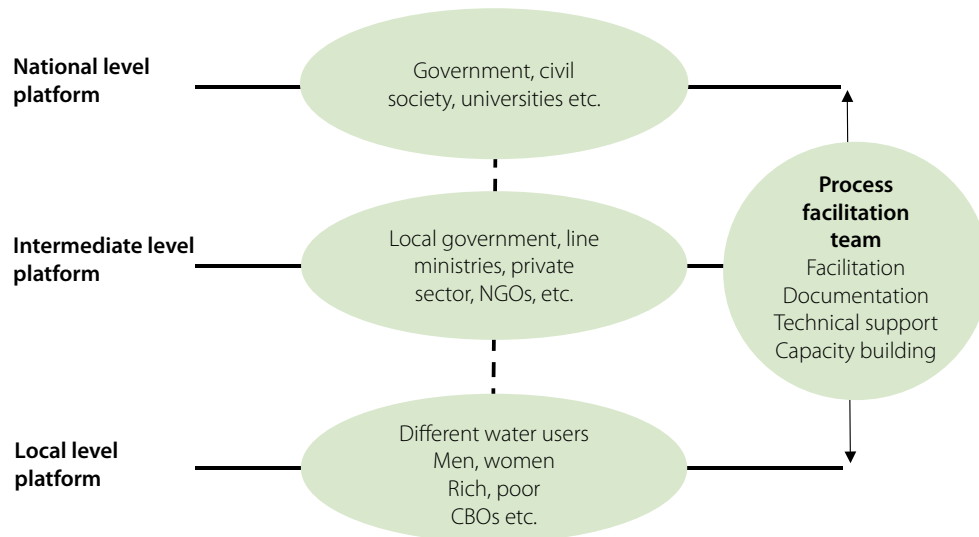 National level
platform
Government, civil
society, universities etc.
Intermediate level
platform
Local government, line
ministries, private
sector, NGOs, etc.
Process
facilitation
team
Facilitation
Documentation
Technical support
Capacity building
Local level
platform
Different water users
Men, women
Rich, poor
CBOs etc.